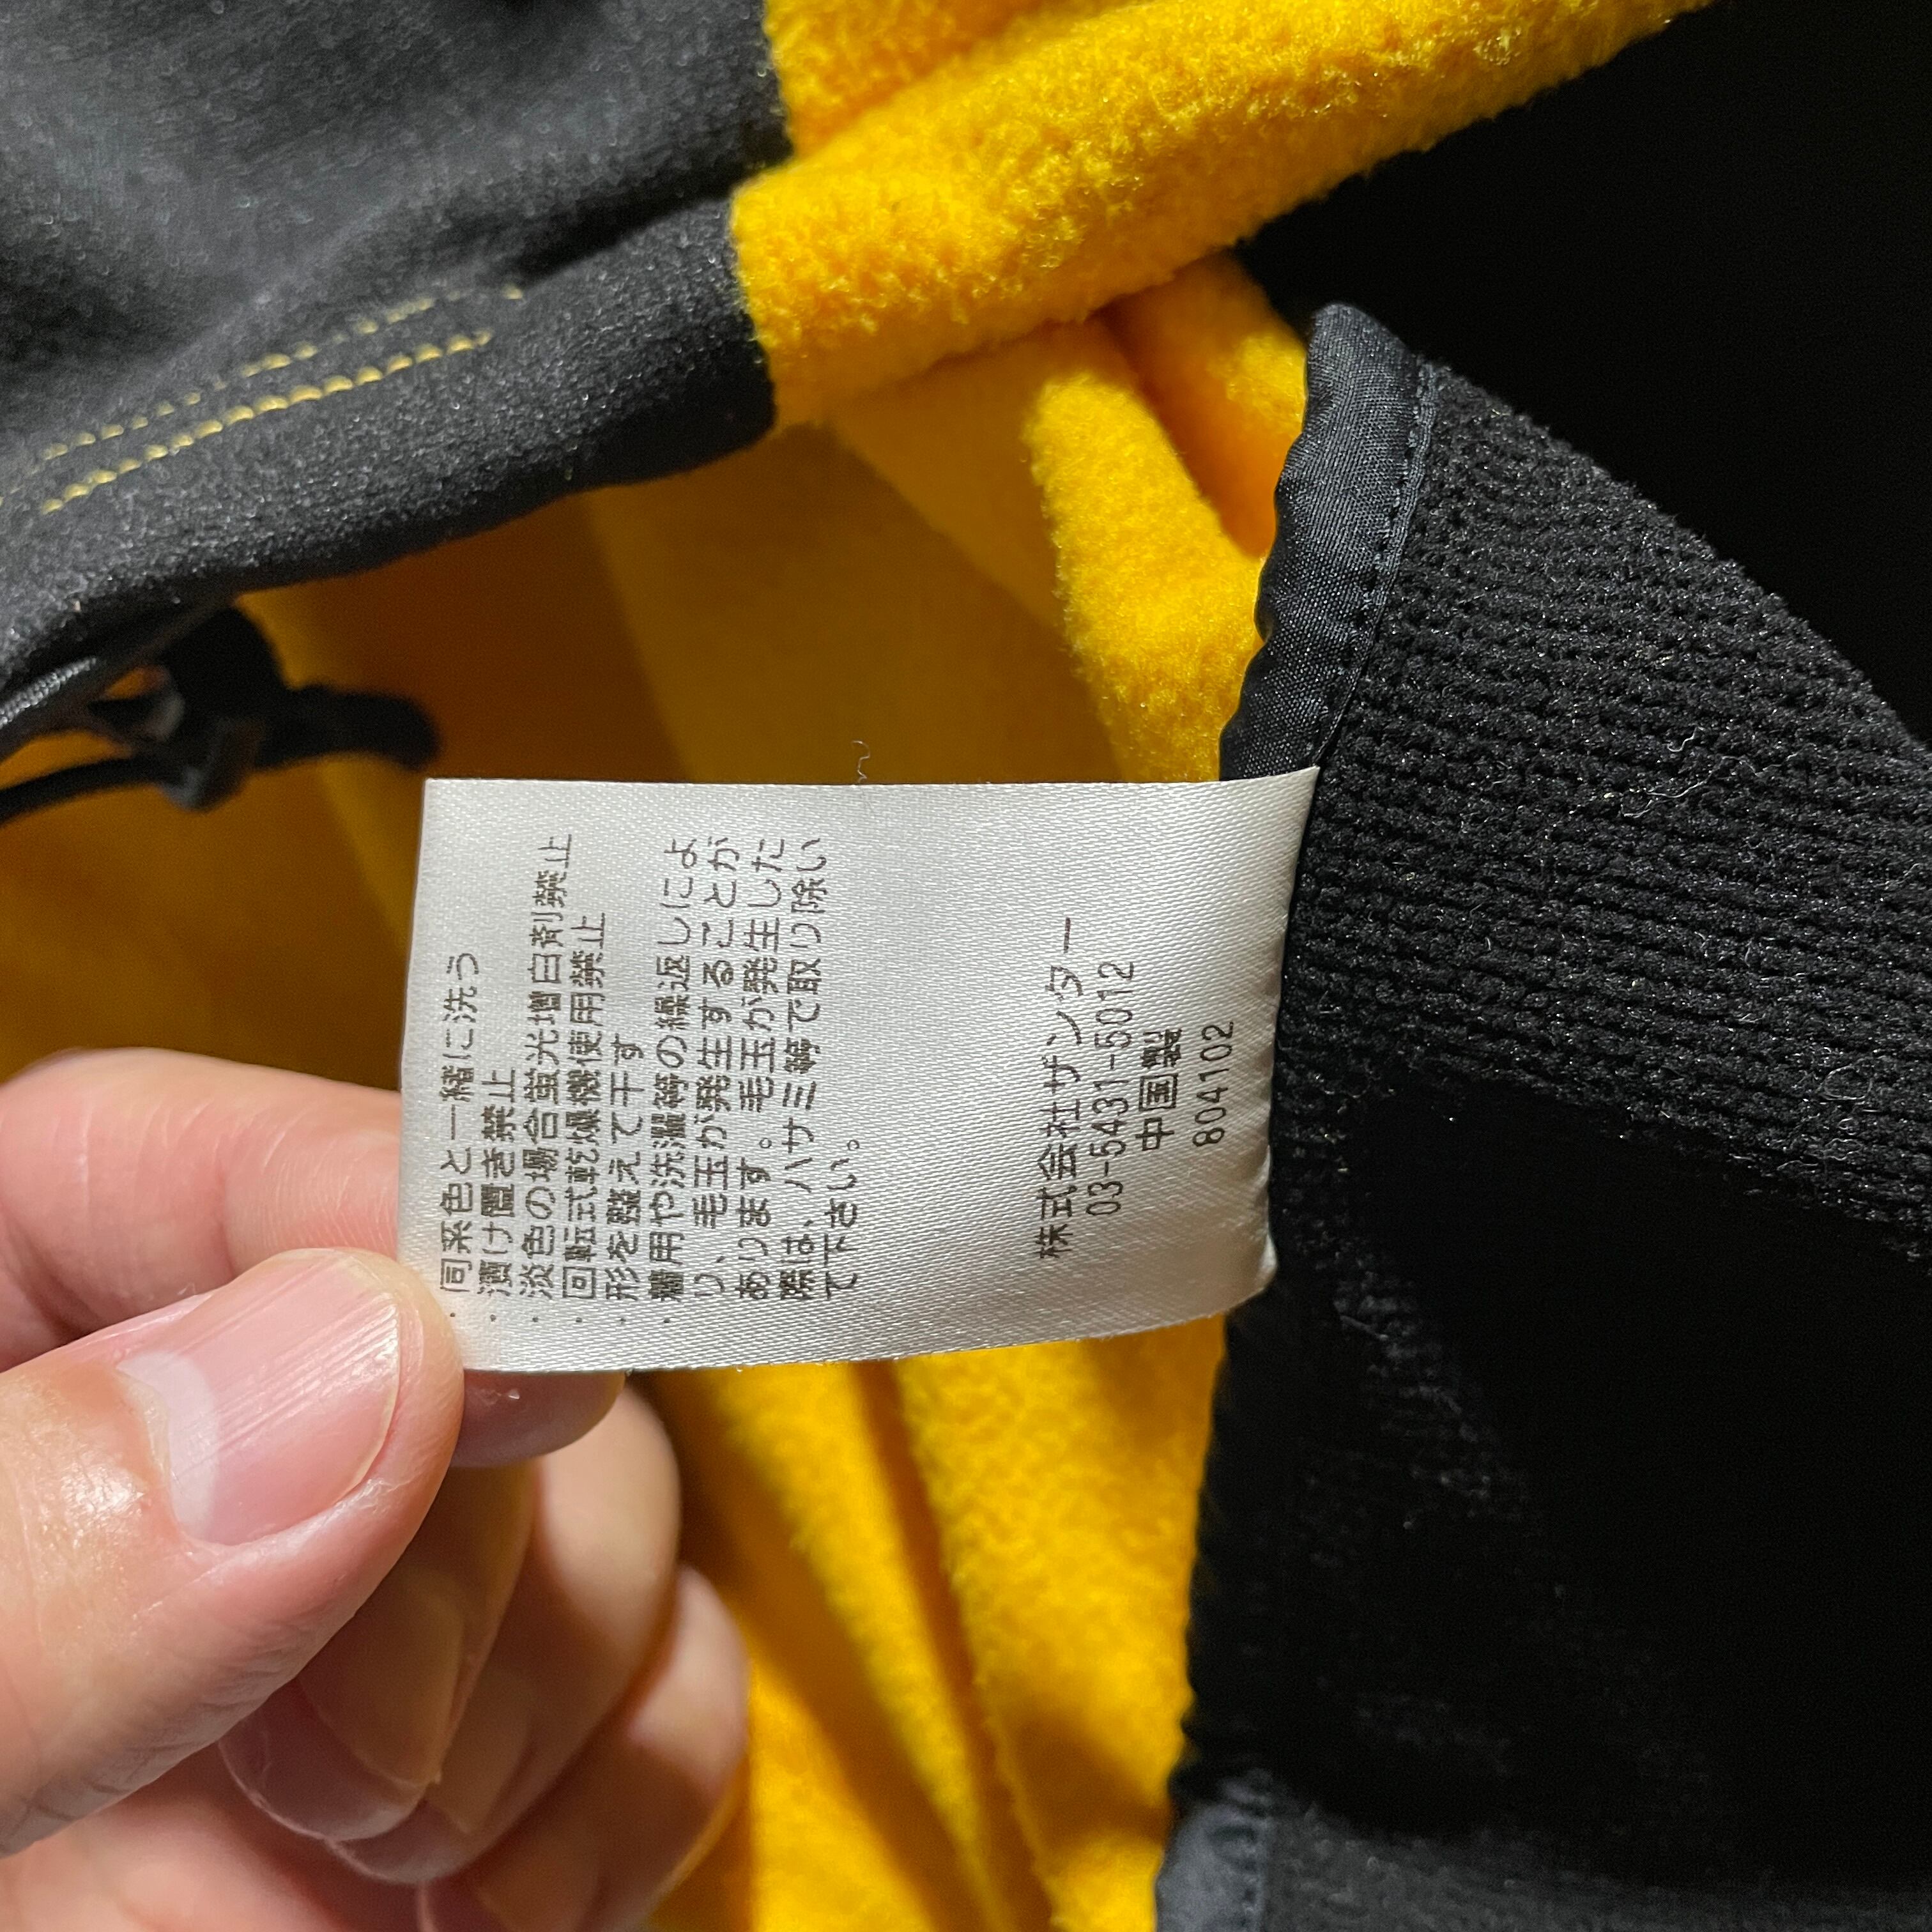 ・同系色と一緒に洗う
・漬け置き禁止
・淡色の場合蛍光増白剤禁止
・回転式乾燥機使用禁止
・形を整えて干す
・着用や洗濯等の繰返しによ
り、毛玉が発生することが
あります。毛玉が発生した
際は、ハサミ等で取り除い
て下さい。
株式会社ザンター
03-5431-5012
中国製
804102